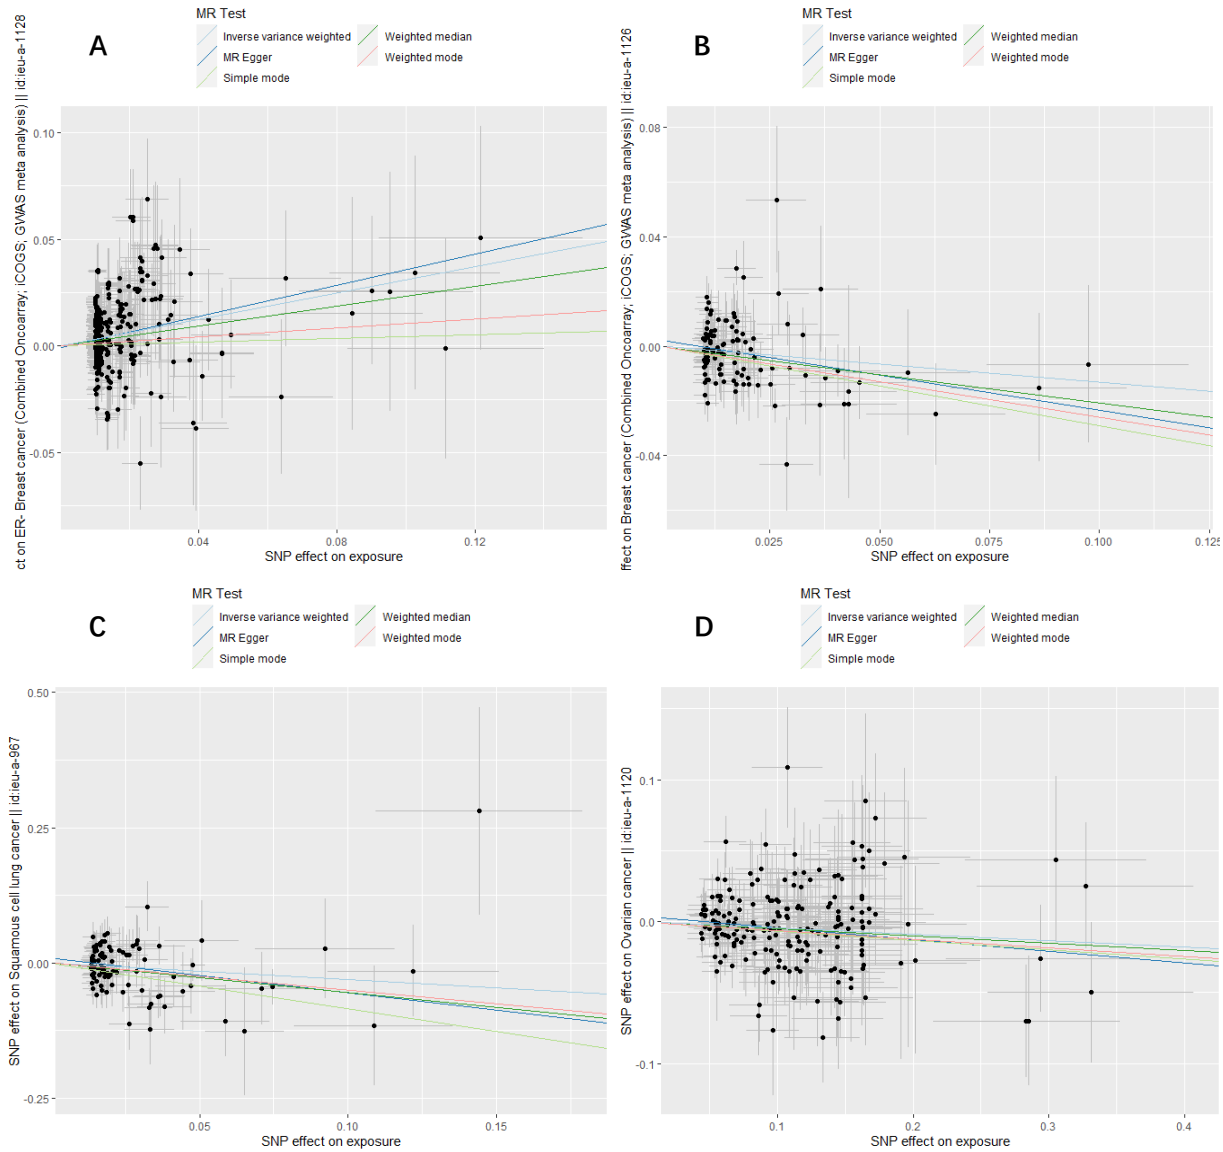 MR Test
A
Inverse variance weighted
Weighted median
MR Egger
Weighted mode
Simple mode
ct on ER- Breast cancer (Combined Oncoarray; iCOGS; GWAS meta analysis) || id:ieu-a-1128
0.10
0.05
0.00
-0.05
0.04
0.08
0.12
SNP effect on exposure
MR Test
B
Inverse variance weighted
Weighted median
MR Egger
Weighted mode
Simple mode
ffect on Breast cancer (Combined Oncoarray; iCOGS; GWAS meta analysis) || id:ieu-a-1126
0.08
0.04
0.00
-0.04
0.025
0.050
0.075
0.100
0.125
SNP effect on exposure
MR Test
C
Inverse variance weighted
Weighted median
MR Egger
Weighted mode
Simple mode
SNP effect on Squamous cell lung cancer || id:ieu-a-967
0.50
0.25
0.00
-0.25
0.05
0.10
0.15
SNP effect on exposure
MR Test
D
Inverse variance weighted
Weighted median
MR Egger
Weighted mode
Simple mode
SNP effect on Ovarian cancer || id:ieu-a-1120
0.1
0.0
-0.1
0.1
0.2
0.3
0.4
SNP effect on exposure